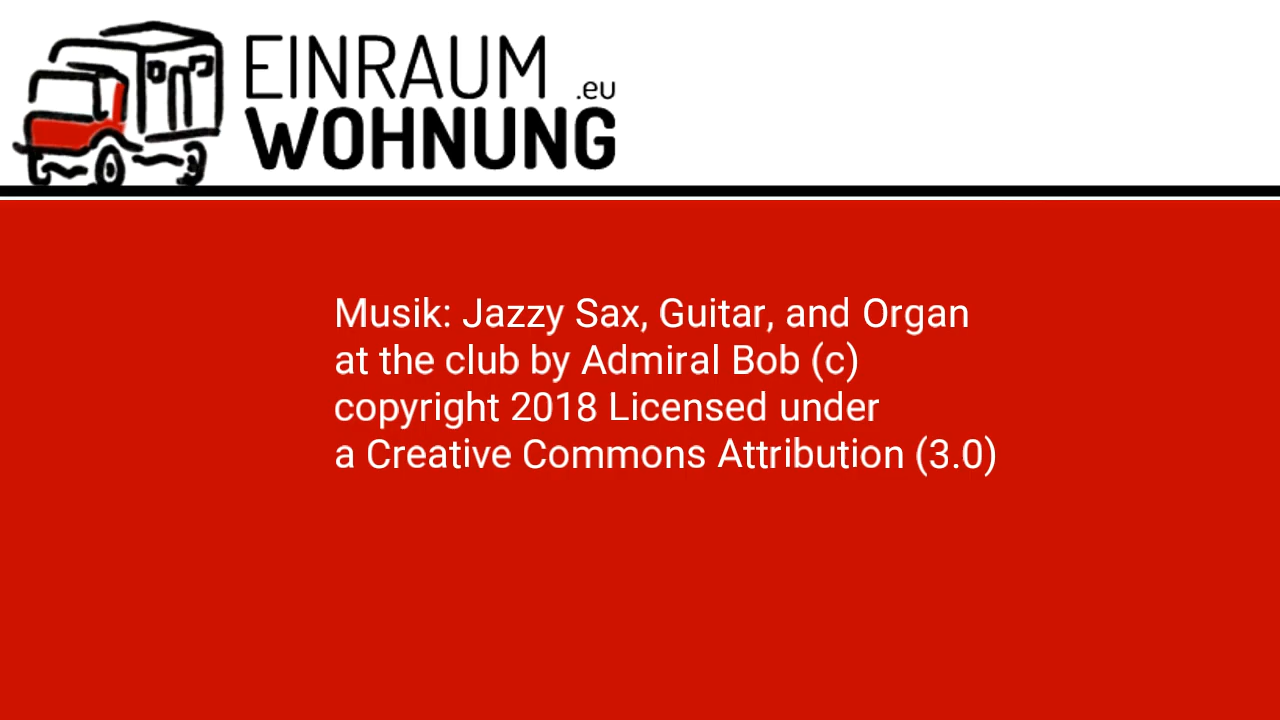 EINRAUM
.eu
WOHNUNG
Musik: Jazzy Sax, Guitar, and Organ
at the club by Admiral Bob (c)
copyright 2018 Licensed under
a Creative Commons Attribution (3.0)